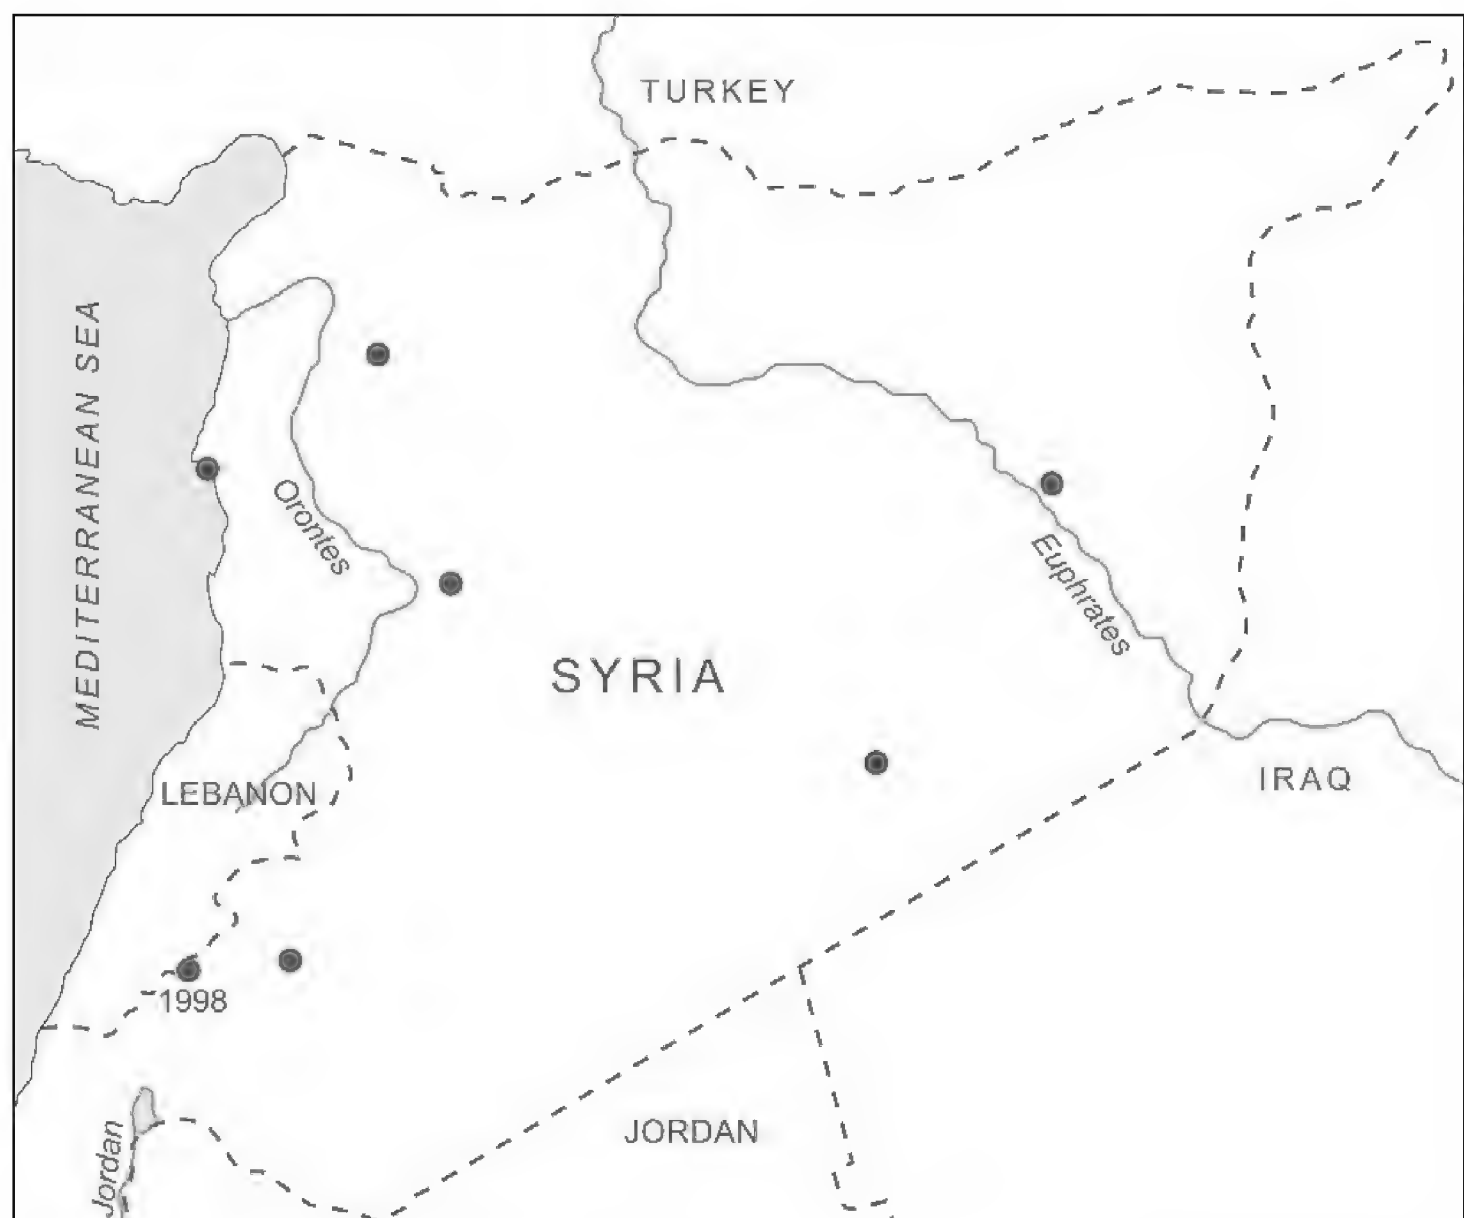 TURKEY
MEDITERRANEAN SEA
Orontes
Euphrates
SYRIA
IRAQ
LEBANON
1998
JORDAN
Jordan